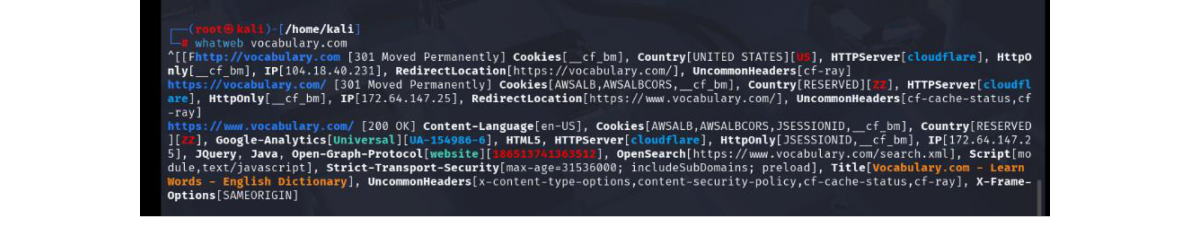 ┌──(root㉿kali)-[/home/kali]
└─# whatweb vocabulary.com
^[[Fhttp://vocabulary.com [301 Moved Permanently] Cookies[__cf_bm], Country[UNITED STATES][US], HTTPServer[cloudflare], HttpO
nly[__cf_bm], IP[104.18.40.231], RedirectLocation[https://vocabulary.com/], UncommonHeaders[cf-ray]
https://vocabulary.com/ [301 Moved Permanently] Cookies[AWSALB,AWSALBCORS,__cf_bm], Country[RESERVED][ZZ], HTTPServer[cloudfl
are], HttpOnly[__cf_bm], IP[172.64.147.25], RedirectLocation[https://www.vocabulary.com/], UncommonHeaders[cf-cache-status,cf
-ray]
https://www.vocabulary.com/ [200 OK] Content-Language[en-US], Cookies[AWSALB,AWSALBCORS,JSESSIONID,__cf_bm], Country[RESERVED
][ZZ], Google-Analytics[Universal][UA-154986-6], HTML5, HTTPServer[cloudflare], HttpOnly[JSESSIONID,__cf_bm], IP[172.64.147.2
5], JQuery, Java, Open-Graph-Protocol[website][186513741363512], OpenSearch[https://www.vocabulary.com/search.xml], Script[mo
dule,text/javascript], Strict-Transport-Security[max-age=31536000; includeSubDomains; preload], Title[Vocabulary.com - Learn
Words - English Dictionary], UncommonHeaders[x-content-type-options,content-security-policy,cf-cache-status,cf-ray], X-Frame-
Options[SAMEORIGIN]